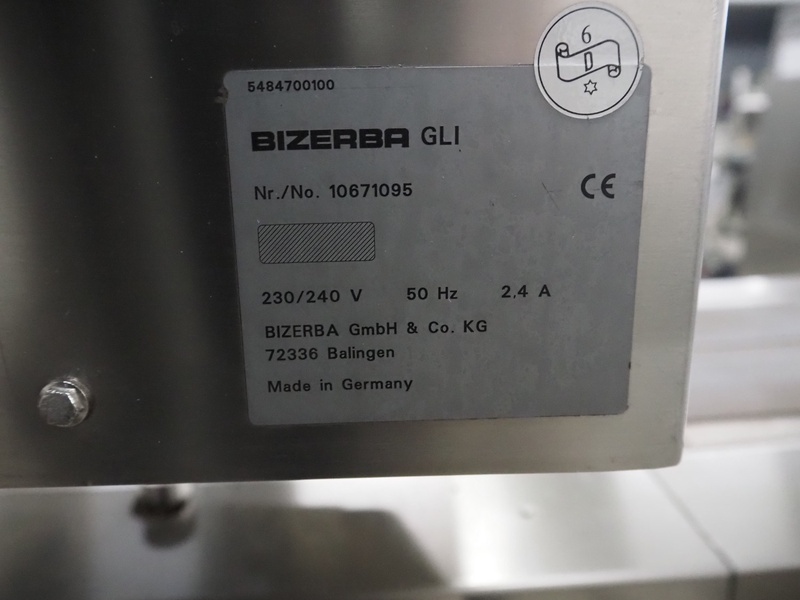 5484700100
6
D
BIZERBA GLI
Nr./No. 10671095
CE
230/240 V 50 Hz 2,4 A
BIZERBA GmbH & Co. KG
72336 Balingen
Made in Germany